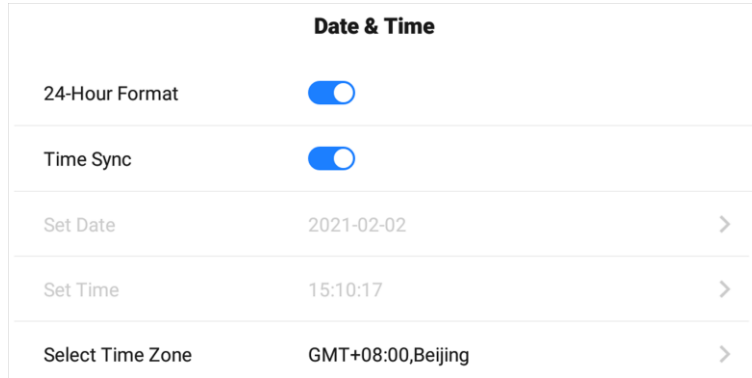 Date & Time
24-Hour Format
Time Sync
Set Date 2021-02-02
Set Time 15:10:17
Select Time Zone GMT+08:00,Beijing